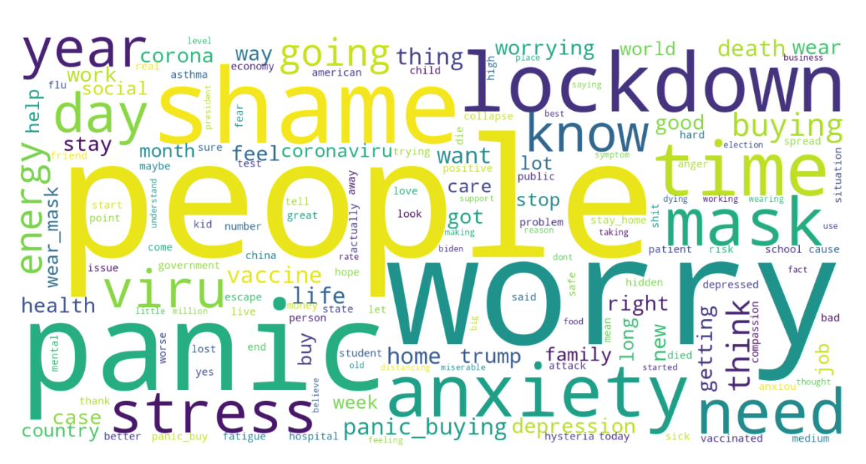 year
corona
level
way
economy
going
thing
worrying
world
death
wear
work
real
asthma
american
child
high
place
saying
business
flu
social
help
day
president
shame
fear
collapse
lockdown
best
hard
good
spread
buying
stay
month
sure
maybe
feel
test
coronaviru
trying
want
die
know
lot
public
symptom
election
energy
friend
wear_mask
people
positive
care
stop
anger
time
situation
start
point
understand
come
kid
number
tell
great
love
look
support
actually
away
got
making
problem
reason
stay_home
shit
dying
working
wearing
mask
use
issue
china
rate
biden
said
taking
dont
patient
risk
school
cause
viru
government
vaccine
hope
escape
money
life
let
worry
hidden
depressed
fact
safe
right
health
little
million
live
state
person
big
food
mean
long
new
getting
think
compassion
bad
panic
mental
worse
lost
yes
end
buy
student
old
believe
home
trump
distancing
miserable
family
attack
died
started
anxiou
job
thought
thank
case
country
better
stress
panic_buy
fatigue
hospital
week
panic_buying
feeling
anxiety
depression
hysteria
today
sick
need
vaccinated
medium